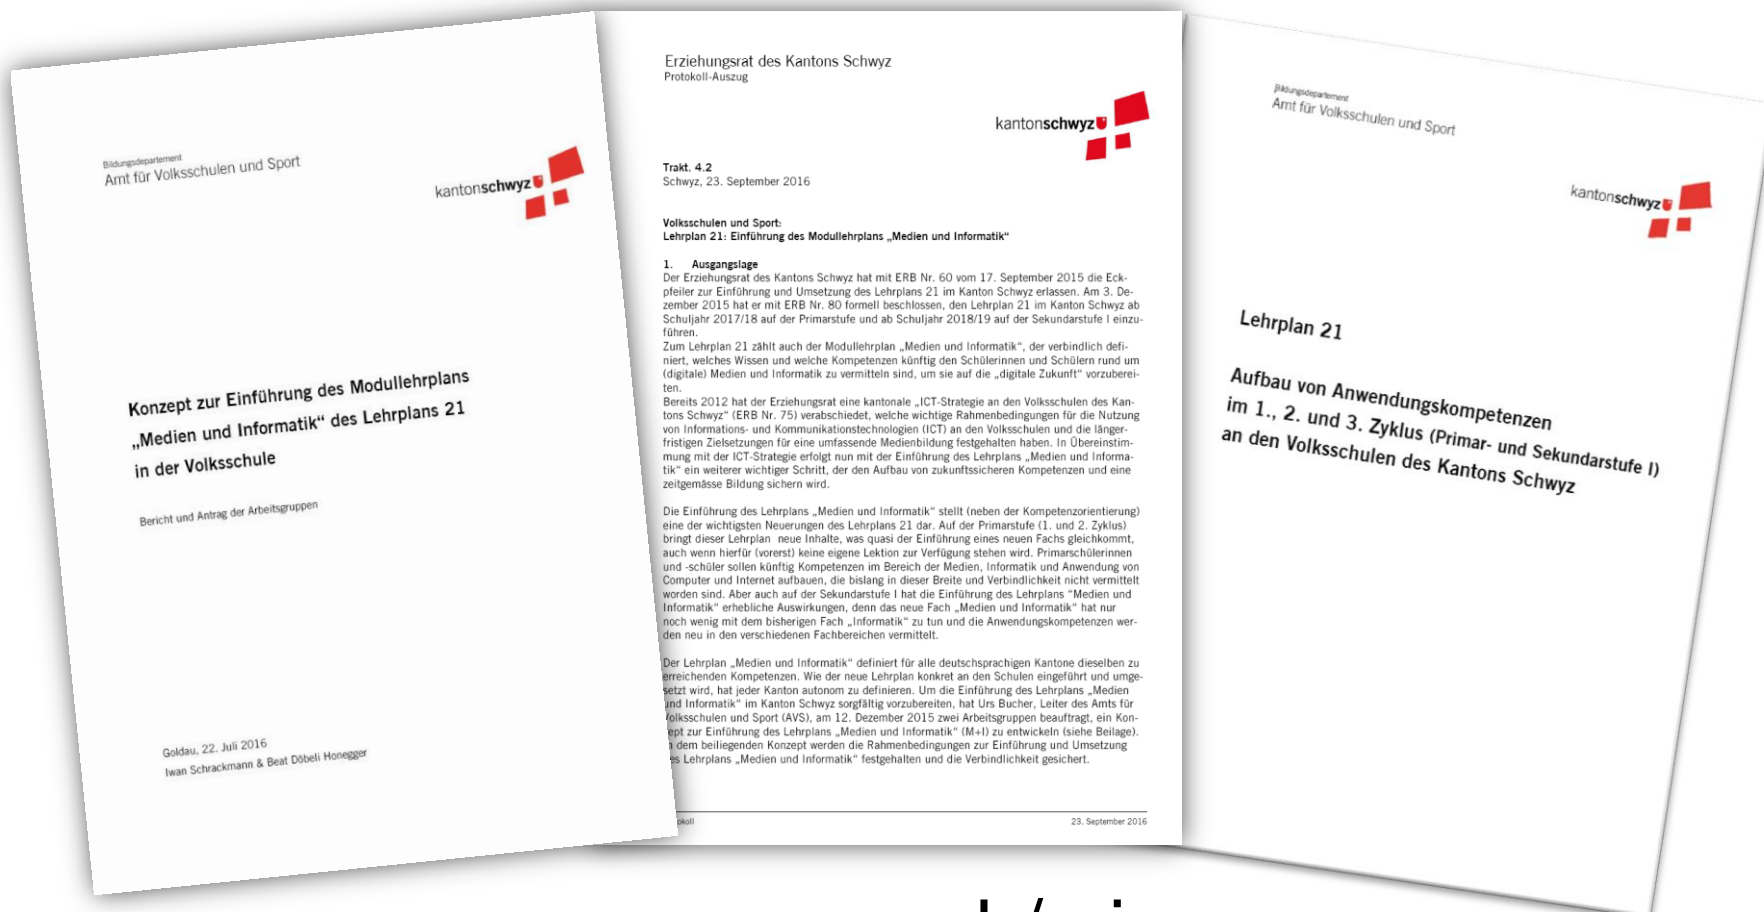 Bildungsdepartement
Amt für Volksschulen und Sport
kantonschwyz
Konzept zur Einführung des Modullehrplans
„Medien und Informatik“ des Lehrplans 21
in der Volksschule
Bericht und Antrag der Arbeitsgruppen
Goldau, 22. Juli 2016
Iwan Schrackmann & Beat Döbeli Honegger
Erziehungsrat des Kantons Schwyz
Protokoll-Auszug
kantonschwyz
Trakt. 4.2
Schwyz, 23. September 2016
Volksschulen und Sport:
Lehrplan 21: Einführung des Modullehrplans „Medien und Informatik“
1. Ausgangslage
Der Erziehungsrat des Kantons Schwyz hat mit ERB Nr. 60 vom 17. September 2015 die Eck-
pfeiler zur Einführung und Umsetzung des Lehrplans 21 im Kanton Schwyz erlassen. Am 3. De-
zember 2015 hat er mit ERB Nr. 80 formell beschlossen, den Lehrplan 21 im Kanton Schwyz ab
Schuljahr 2017/18 auf der Primarstufe und ab Schuljahr 2018/19 auf der Sekundarstufe I einzu-
führen.
Zum Lehrplan 21 zählt auch der Modullehrplan „Medien und Informatik“, der verbindlich defi-
niert, welches Wissen und welche Kompetenzen künftig den Schülerinnen und Schülern rund um
(digitale) Medien und Informatik zu vermitteln sind, um sie auf die „digitale Zukunft“ vorzuberei-
ten.
Bereits 2012 hat der Erziehungsrat eine kantonale „ICT-Strategie an den Volksschulen des Kan-
tons Schwyz“ (ERB Nr. 75) verabschiedet, welche wichtige Rahmenbedingungen für die Nutzung
von Informations- und Kommunikationstechnologien (ICT) an den Volksschulen und die länger-
fristigen Zielsetzungen für eine umfassende Medienbildung festgehalten haben. In Übereinstim-
mung mit der ICT-Strategie erfolgt nun mit der Einführung des Lehrplans „Medien und Informa-
tik“ ein weiterer wichtiger Schritt, der den Aufbau von zukunftssicheren Kompetenzen und eine
zeitgemässe Bildung sichern wird.
Die Einführung des Lehrplans „Medien und Informatik“ stellt (neben der Kompetenzorientierung)
eine der wichtigsten Neuerungen des Lehrplans 21 dar. Auf der Primarstufe (1. und 2. Zyklus)
bringt dieser Lehrplan neue Inhalte, was quasi der Einführung eines neuen Fachs gleichkommt,
auch wenn hierfür (vorerst) keine eigene Lektion zur Verfügung stehen wird. Primarschülerinnen
und -schüler sollen künftig Kompetenzen im Bereich der Medien, Informatik und Anwendung von
Computer und Internet aufbauen, die bislang in dieser Breite und Verbindlichkeit nicht vermittelt
worden sind. Aber auch auf der Sekundarstufe I hat die Einführung des Lehrplans "Medien und
Informatik“ erhebliche Auswirkungen, denn das neue Fach „Medien und Informatik“ hat nur
noch wenig mit dem bisherigen Fach „Informatik“ zu tun und die Anwendungskompetenzen wer-
den neu in den verschiedenen Fachbereichen vermittelt.
Der Lehrplan „Medien und Informatik“ definiert für alle deutschsprachigen Kantone dieselben zu
erreichenden Kompetenzen. Wie der neue Lehrplan konkret an den Schulen eingeführt und umge-
setzt wird, hat jeder Kanton autonom zu definieren. Um die Einführung des Lehrplans „Medien
und Informatik“ im Kanton Schwyz sorgfältig vorzubereiten, hat Urs Bucher, Leiter des Amts für
Volksschulen und Sport (AVS), am 12. Dezember 2015 zwei Arbeitsgruppen beauftragt, ein Kon-
ept zur Einführung des Lehrplans „Medien und Informatik“ (M+I) zu entwickeln (siehe Beilage).
dem beiliegenden Konzept werden die Rahmenbedingungen zur Einführung und Umsetzung
es Lehrplans „Medien und Informatik“ festgehalten und die Verbindlichkeit gesichert.
okoll 23. September 2016
Bildungsdepartement
Amt für Volksschulen und Sport
kantonschwyz
Lehrplan 21
Aufbau von Anwendungskompetenzen
im 1., 2. und 3. Zyklus (Primar- und Sekundarstufe I)
an den Volksschulen des Kantons Schwyz